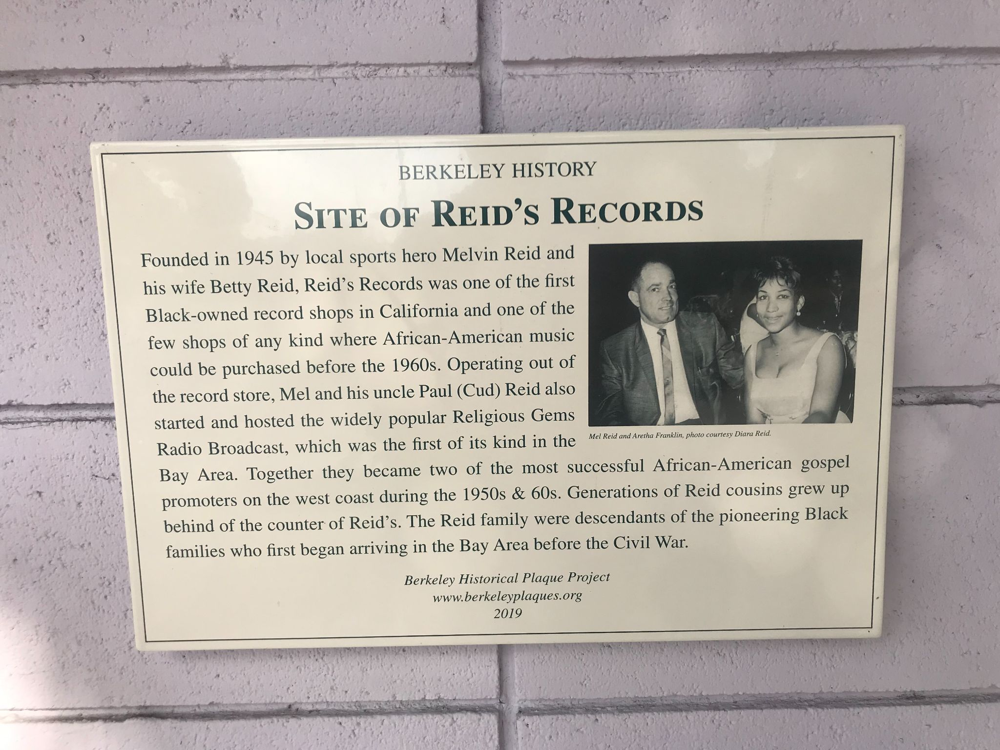 BERKELEY HISTORY
SITE OF REID'S RECORDS
Founded in 1945 by local sports hero Melvin Reid and
his wife Betty Reid, Reid's Records was one of the first
Black-owned record shops in California and one of the
few shops of any kind where African-American music
could be purchased before the 1960s. Operating out of
the record store, Mel and his uncle Paul (Cud) Reid also
started and hosted the widely popular Religious Gems
Radio Broadcast, which was the first of its kind in the
Bay Area. Together they became two of the most successful African-American gospel
promoters on the west coast during the 1950s & 60s. Generations of Reid cousins grew up
behind of the counter of Reid's. The Reid family were descendants of the pioneering Black
families who first began arriving in the Bay Area before the Civil War.
Mel Reid and Aretha Franklin, photo courtesy Diara Reid.
Berkeley Historical Plaque Project
www.berkeleyplaques.org
2019